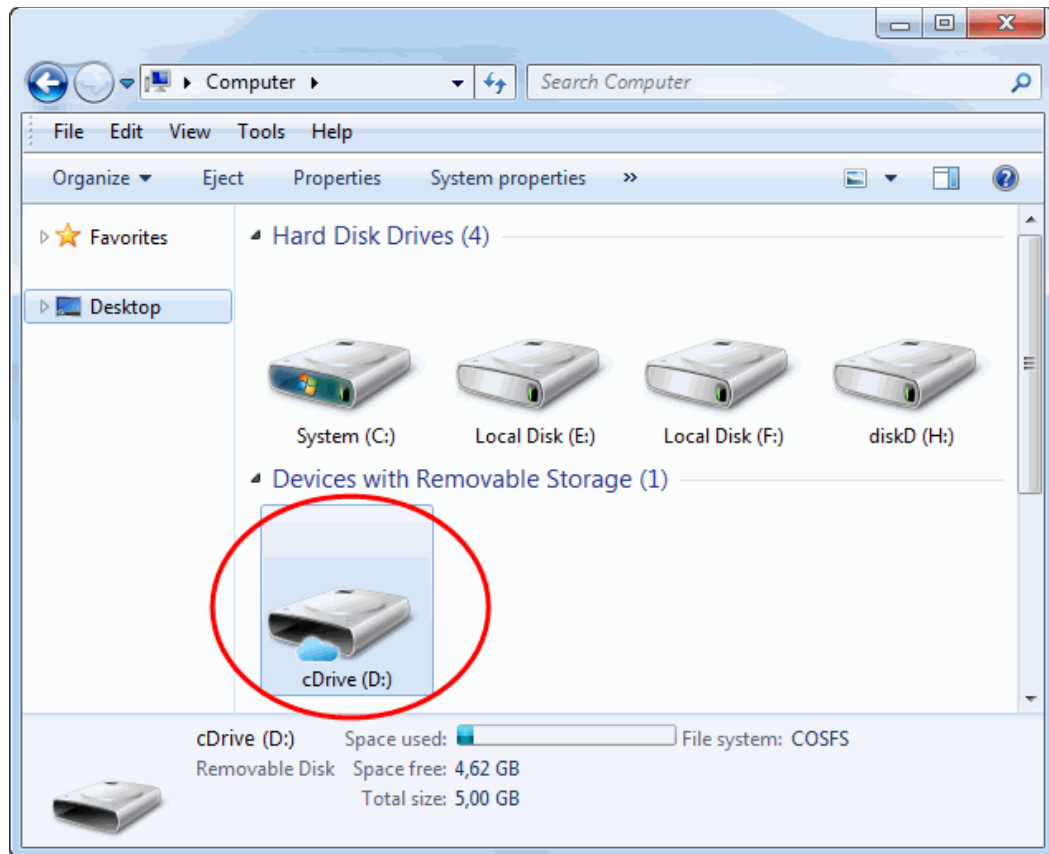 Computer
Search Computer
File Edit View Tools Help
Organize Eject Properties System properties »
Favorites
Hard Disk Drives (4)
Desktop
System (C:) Local Disk (E:) Local Disk (F:) diskD (H:)
Devices with Removable Storage (1)
cDrive (D:)
cDrive (D:) Space used: File system: COSFS
Removable Disk Space free: 4,62 GB
Total size: 5,00 GB